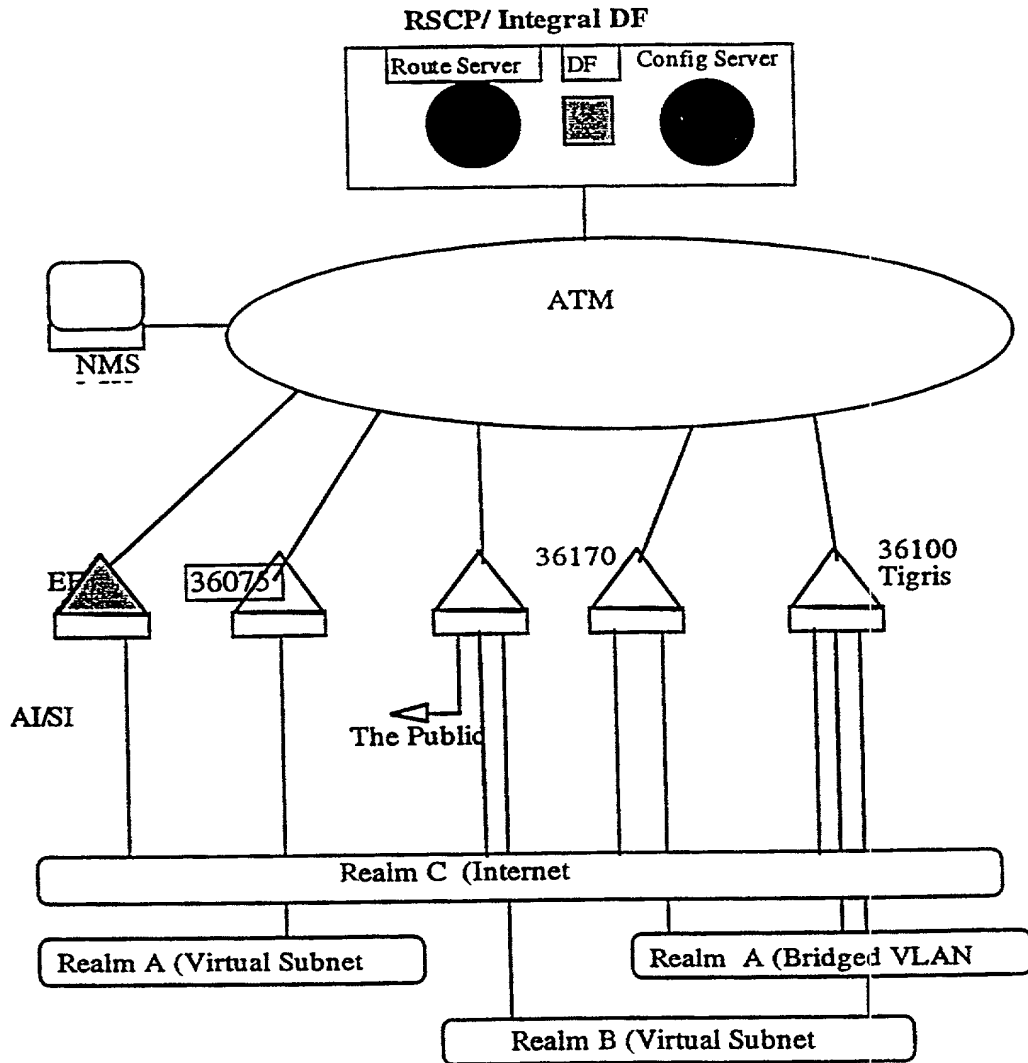 RSCP/ Integral DF
Route Server
DF
Config Server
ATM
NMS
36075
36170
36100
Tigris
AI/SI
The Public
Realm C (Internet
Realm A (Virtual Subnet
Realm A (Bridged VLAN
Realm B (Virtual Subnet